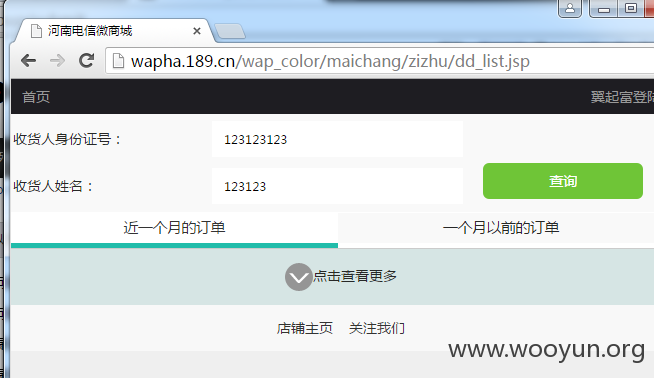 河南电信微商城
wapha.189.cn/wap_color/maichang/zizhu/dd_list.jsp
首页 翼起富登陆
收货人身份证号： 123123123
收货人姓名： 123123 查询
近一个月的订单 一个月以前的订单
点击查看更多
店铺主页 关注我们
www.wooyun.org